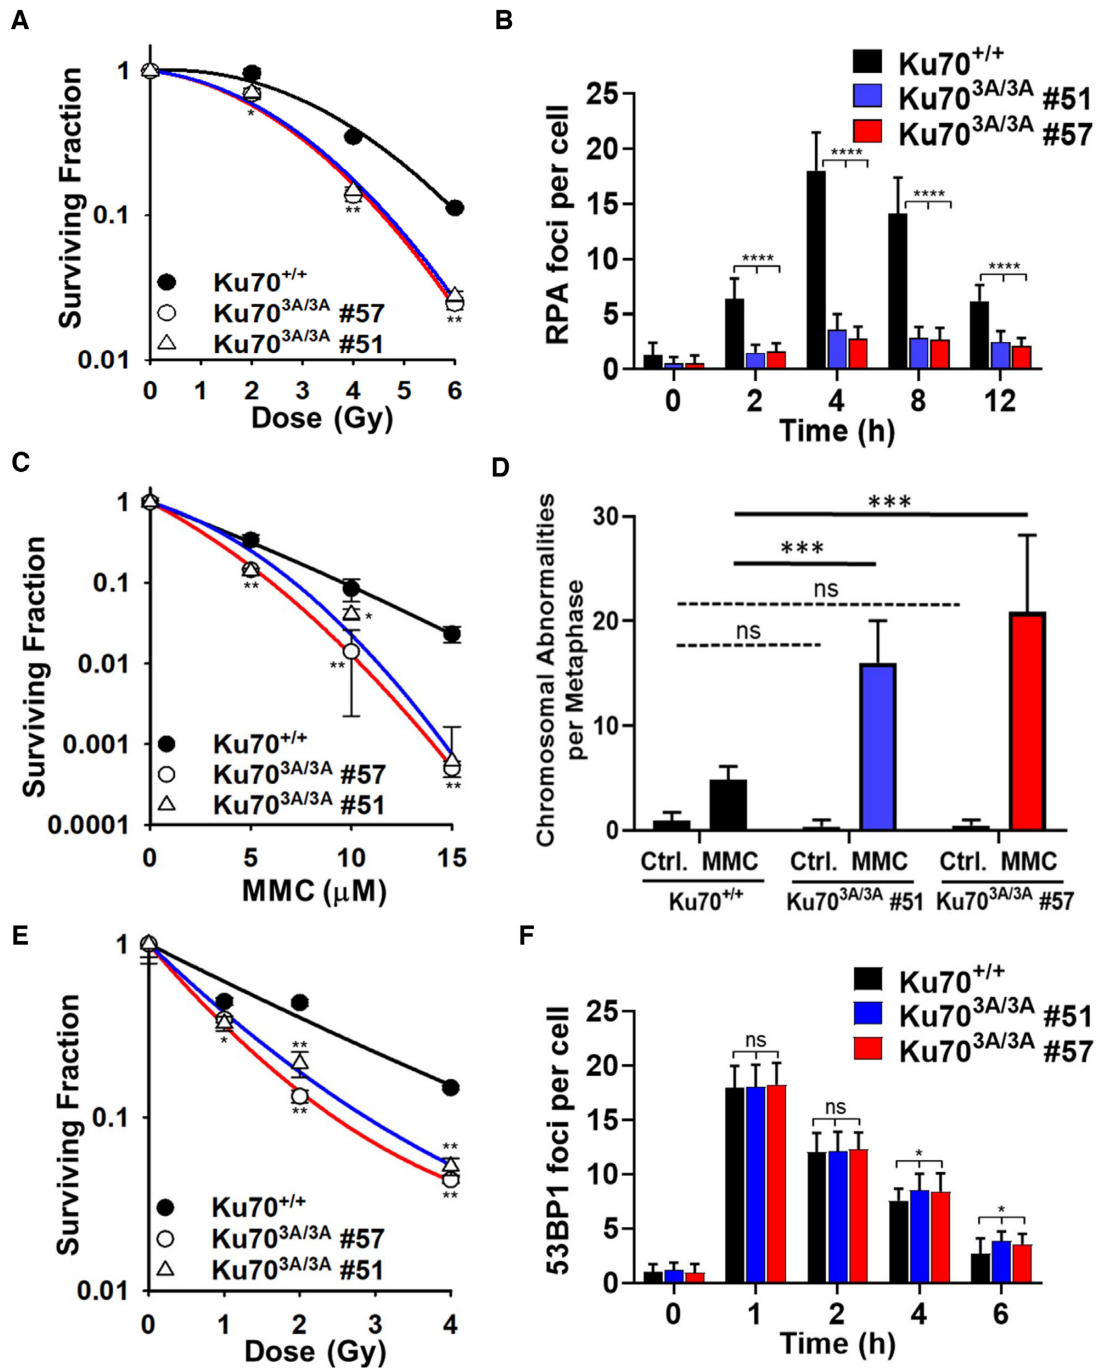 A
Surviving Fraction
1
0.1
0.01
*
**
**
Ku70+/+
Ku703A/3A #57
Ku703A/3A #51
0 1 2 3 2 3 4 3 5 6
Dose (Gy)
B
Ku70+/+
Ku703A/3A #51
Ku703A/3A #57
RPA foci per cell
25
20
15
10
5
0
****
****
****
****
0 2 4 8 12
Time (h)
C
Surviving Fraction
1
0.1
0.01
0.001
0.0001
**
*
**
**
Ku70+/+
Ku703A/3A #57
Ku703A/3A #51
0 5 10 15
MMC (μM)
D
Chromosomal Abnormalities
per Metaphase
30
20
10
0
***
***
ns
ns
Ctrl. MMC Ctrl. MMC Ctrl. MMC
Ku70+/+ Ku703A/3A #51 Ku703A/3A #57
E
Surviving Fraction
1
0.1
0.01
*
**
**
**
**
Ku70+/+
Ku703A/3A #57
Ku703A/3A #51
0 1 2 3 4
Dose (Gy)
F
Ku70+/+
Ku703A/3A #51
Ku703A/3A #57
53BP1 foci per cell
25
20
15
10
5
0
ns
ns
*
*
0 1 2 4 6
Time (h)